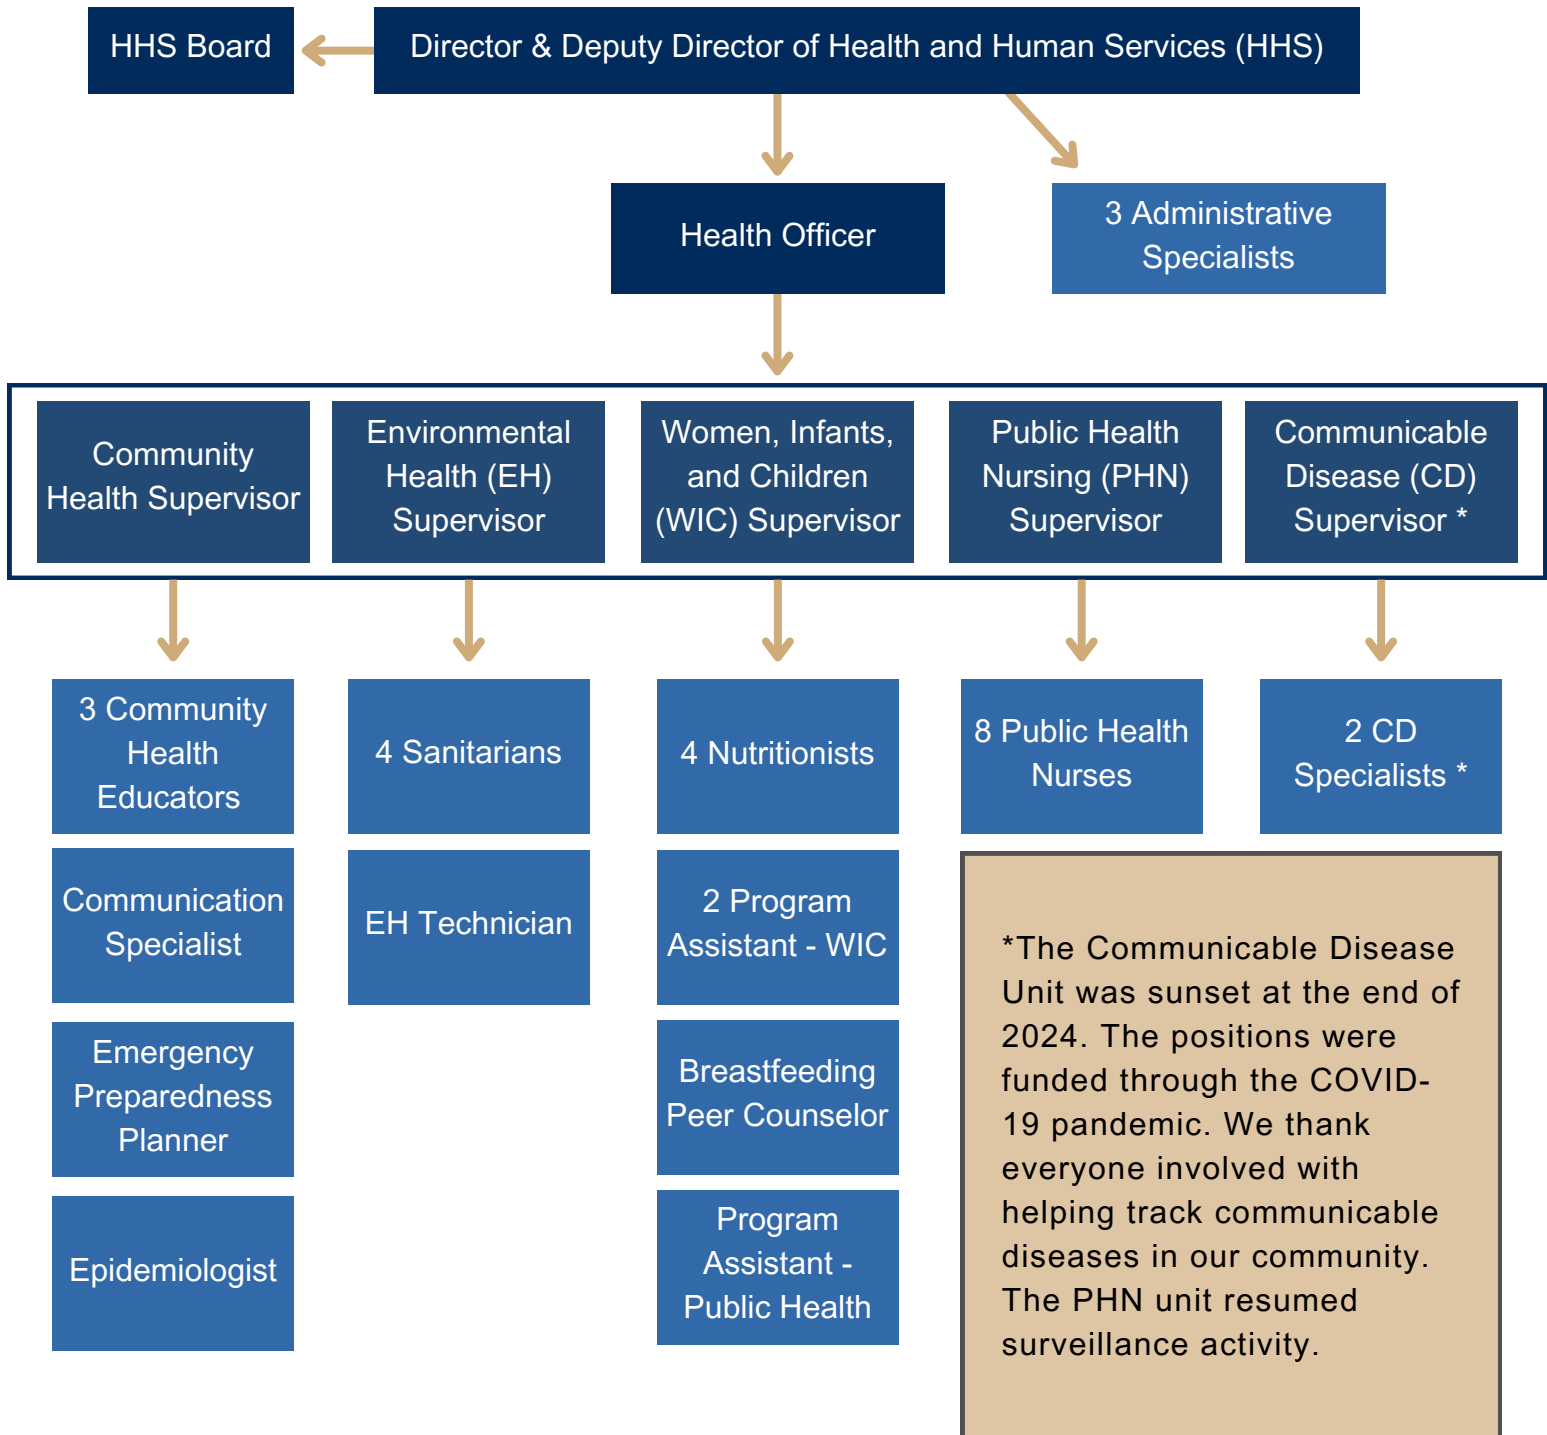 HHS Board
Director & Deputy Director of Health and Human Services (HHS)
Health Officer
3 Administrative
Specialists
Community
Health Supervisor
Environmental
Health (EH)
Supervisor
Women, Infants,
and Children
(WIC) Supervisor
Public Health
Nursing (PHN)
Supervisor
Communicable
Disease (CD)
Supervisor *
3 Community
Health
Educators
4 Sanitarians
4 Nutritionists
8 Public Health
Nurses
2 CD
Specialists *
Communication
Specialist
EH Technician
2 Program
Assistant - WIC
Emergency
Preparedness
Planner
Breastfeeding
Peer Counselor
Epidemiologist
Program
Assistant -
Public Health
*The Communicable Disease
Unit was sunset at the end of
2024. The positions were
funded through the COVID-
19 pandemic. We thank
everyone involved with
helping track communicable
diseases in our community.
The PHN unit resumed
surveillance activity.